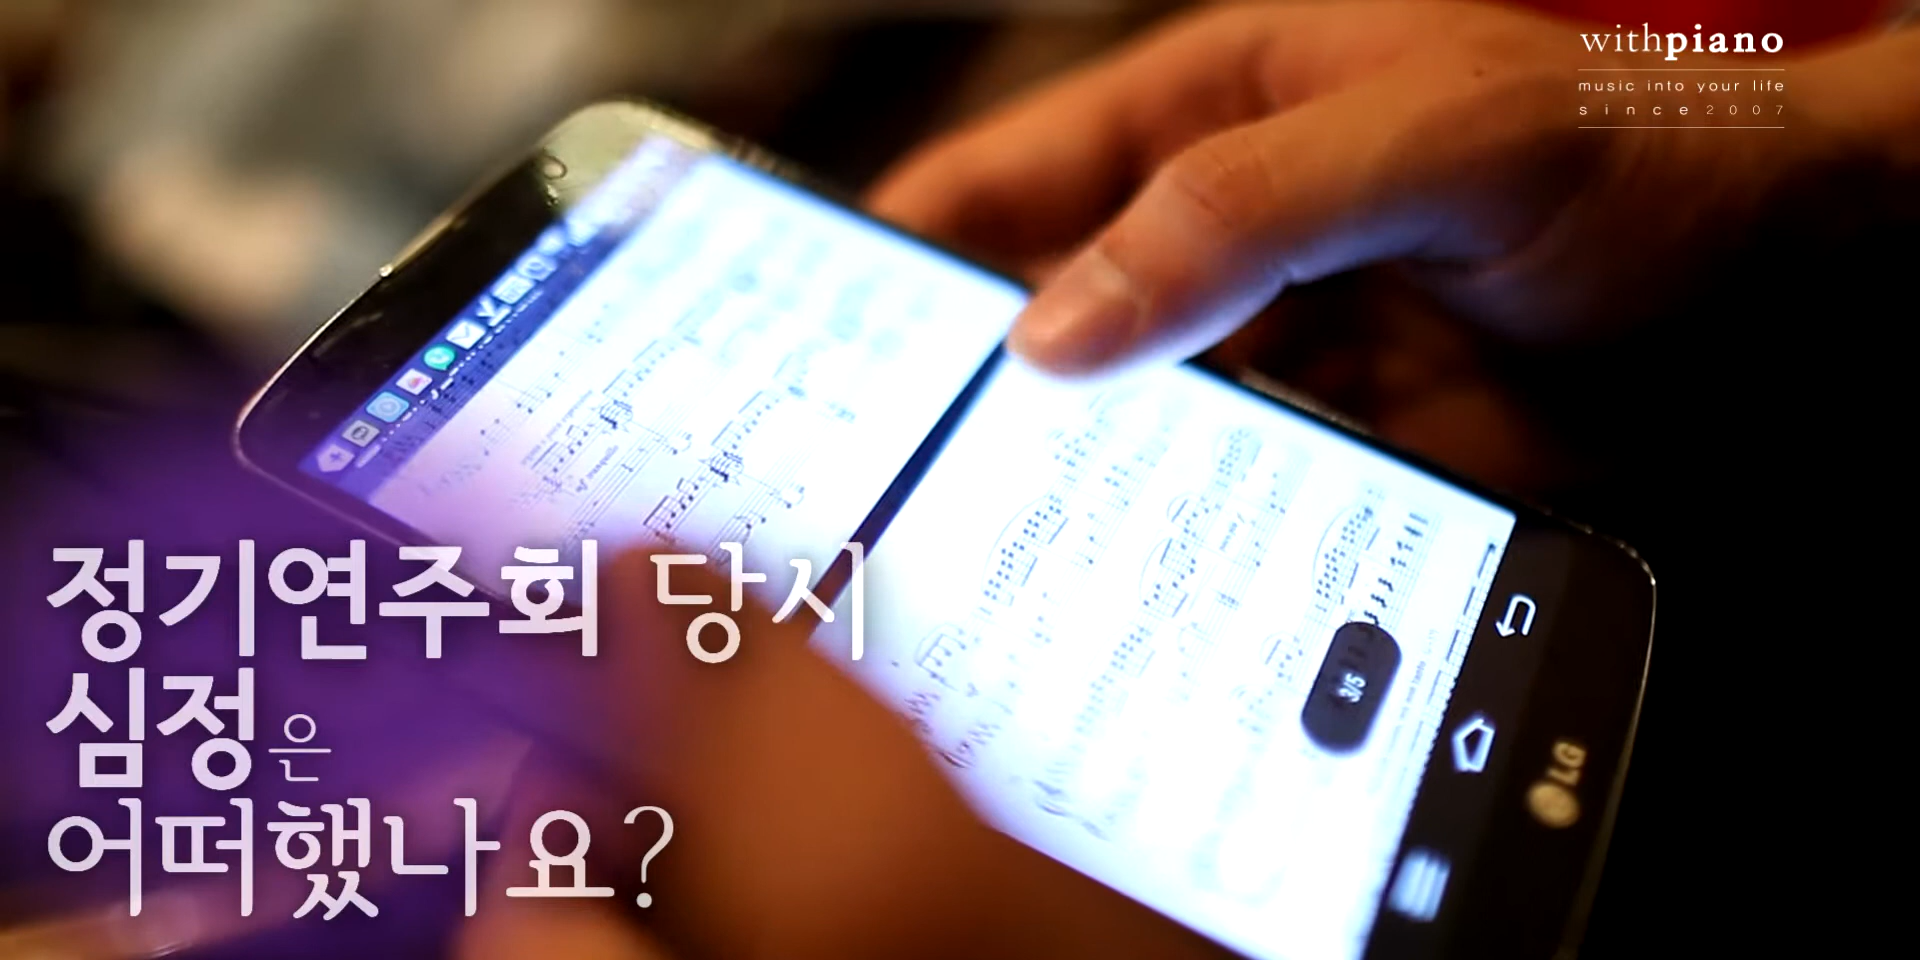 withpiano
music into your life
since 2007
정기연주회 당시
심정은
어떠했나요?
3/5
LG